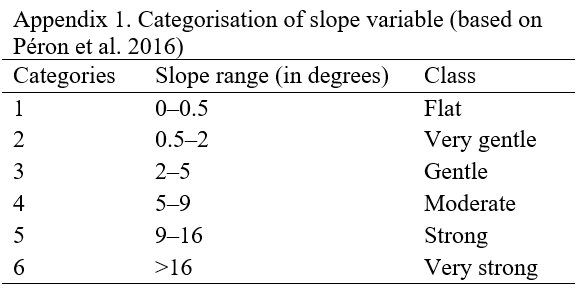 Appendix 1. Categorisation of slope variable (based on
Péron et al. 2016)
Categories Slope range (in degrees) Class
1 0–0.5 Flat
2 0.5–2 Very gentle
3 2–5 Gentle
4 5–9 Moderate
5 9–16 Strong
6 >16 Very strong